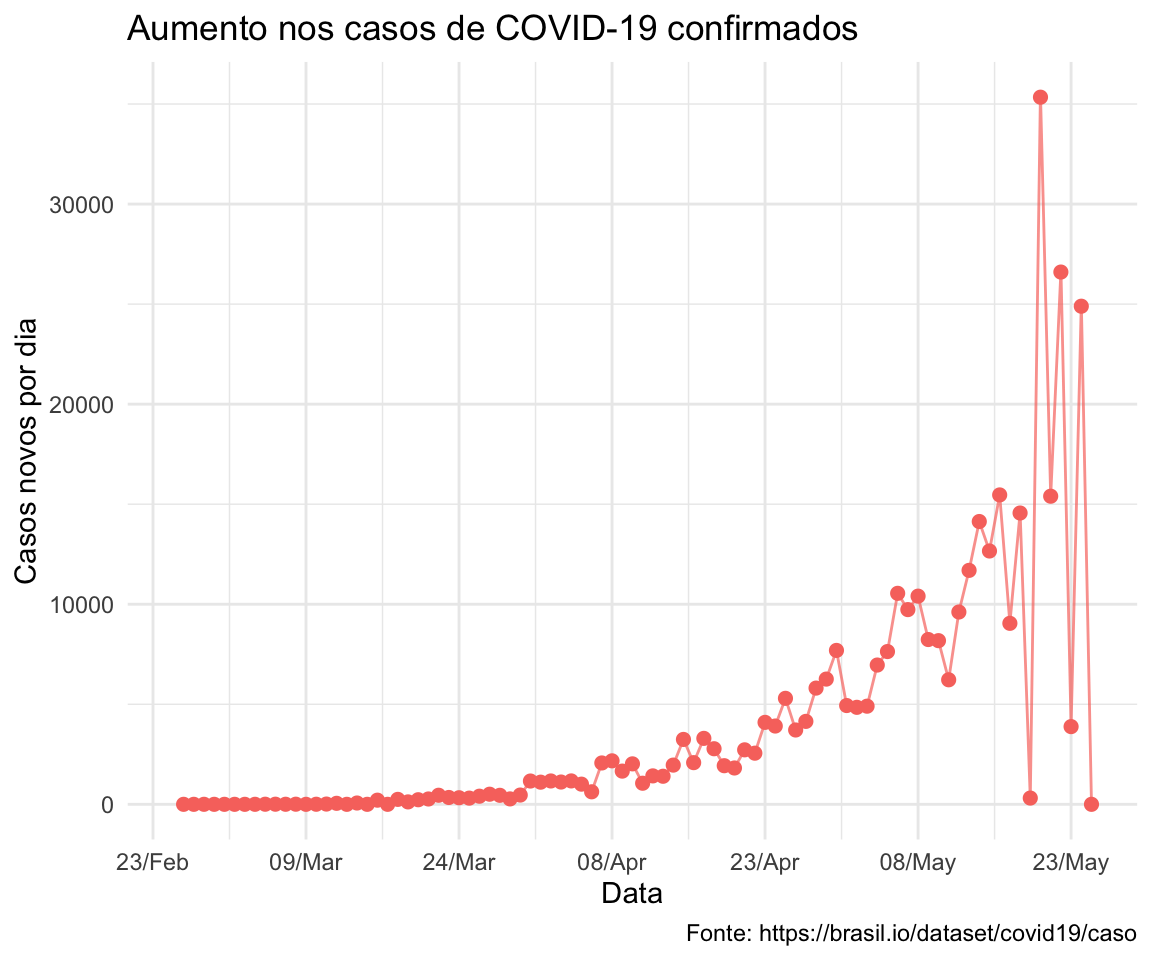 Aumento nos casos de COVID-19 confirmados
Casos novos por dia
30000
20000
10000
0
23/Feb
09/Mar
24/Mar
08/Apr
23/Apr
08/May
23/May
Data
Fonte: https://brasil.io/dataset/covid19/caso